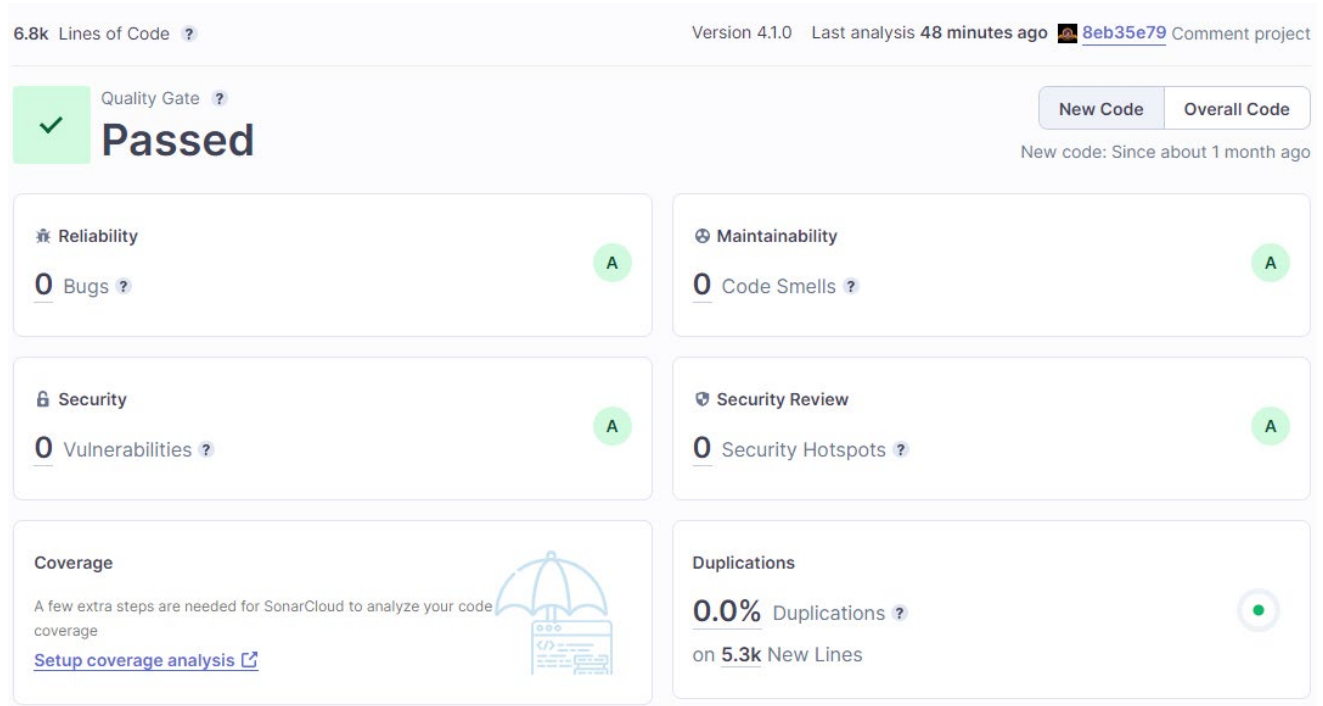 6.8k Lines of Code ?
Version 4.1.0 Last analysis 48 minutes ago 8eb35e79 Comment project
Quality Gate ?
Passed
New Code Overall Code
New code: Since about 1 month ago
Reliability
0 Bugs ?
A
Maintainability
0 Code Smells ?
A
Security
0 Vulnerabilities ?
A
Security Review
0 Security Hotspots ?
A
Coverage
A few extra steps are needed for SonarCloud to analyze your code
coverage
Setup coverage analysis
</>
Duplications
0.0% Duplications ?
on 5.3k New Lines